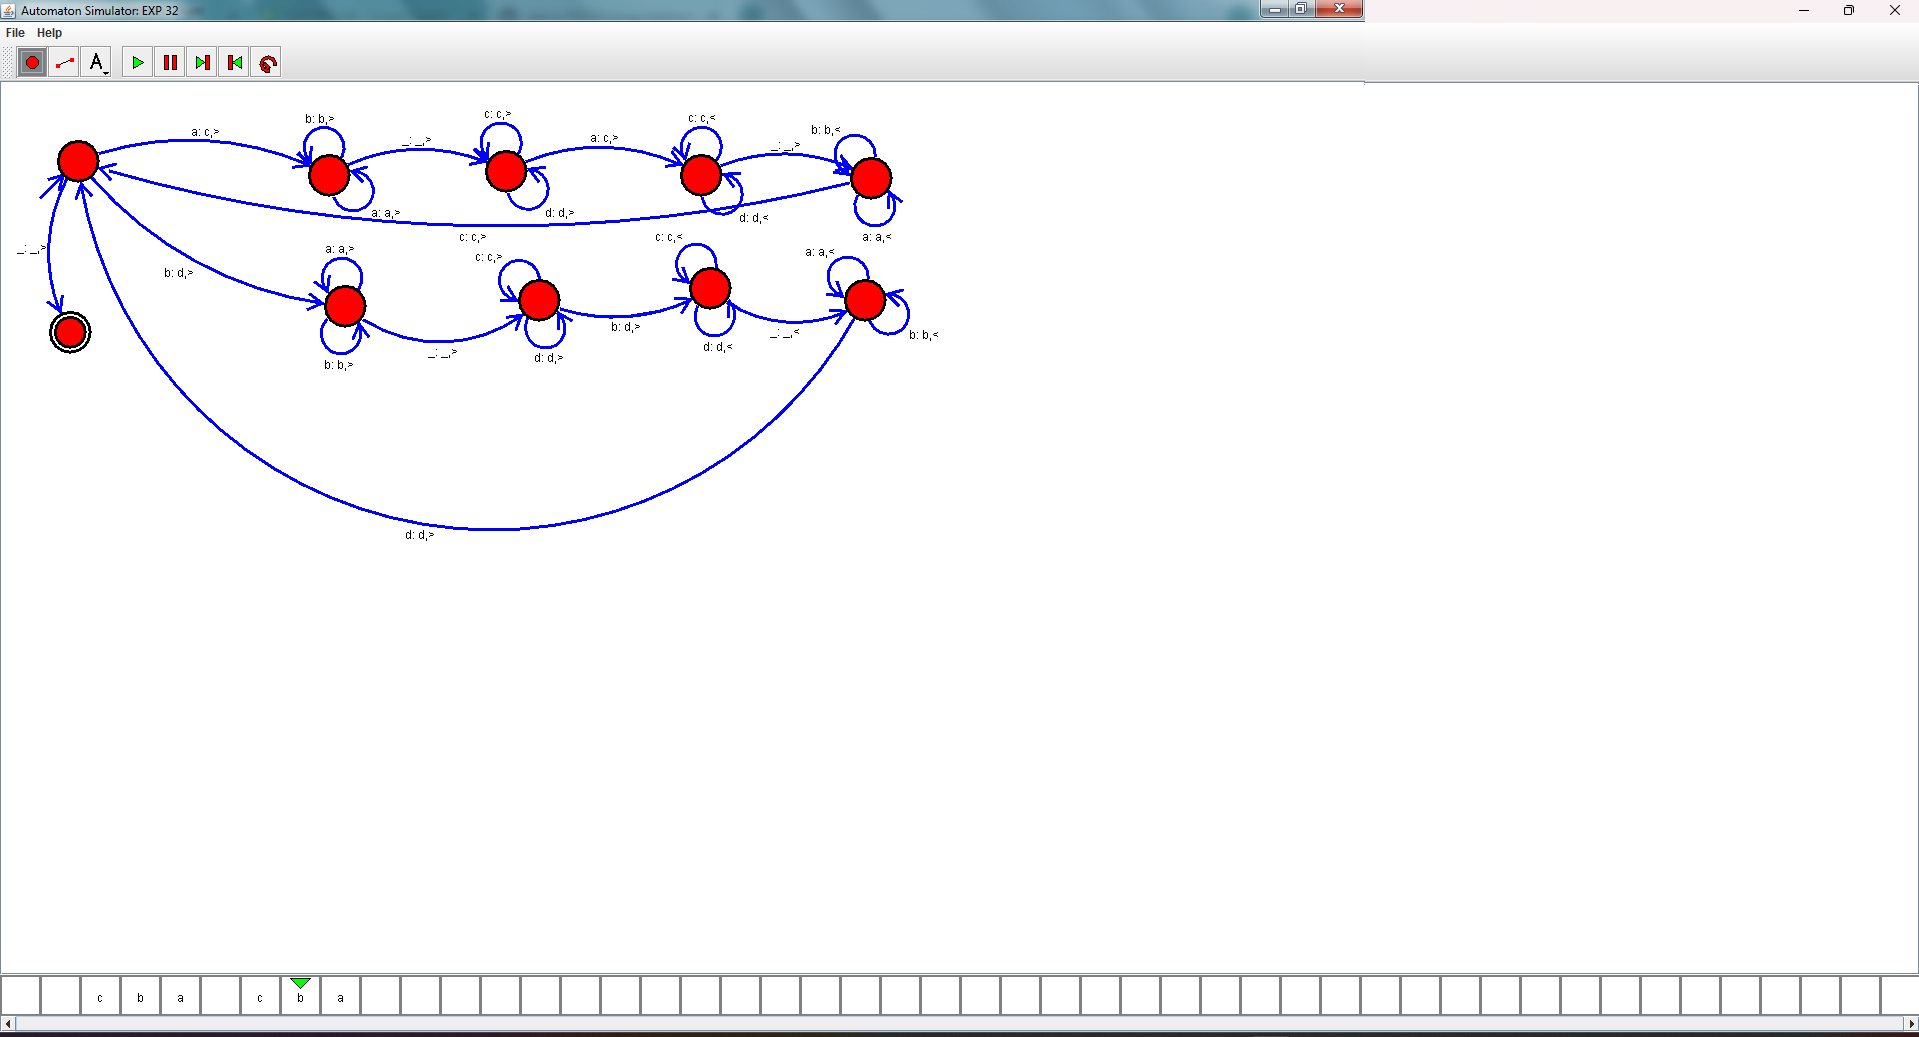 Automaton Simulator: EXP 32
File Help
A
a: c,>
b: b,>
_: _,>
c: c,>
a: c,>
c: c,<
_: _,>
b: b,<
a: a,>
d: d,>
d: d,<
a: a,<
c: c,>
_: _,>
b: d,>
a: a,>
c: c,>
c: c,<
a: a,<
b: b,>
_: _,>
d: d,>
b: d,>
d: d,<
_: _,<
b: b,<
d: d,>
c b a c b a